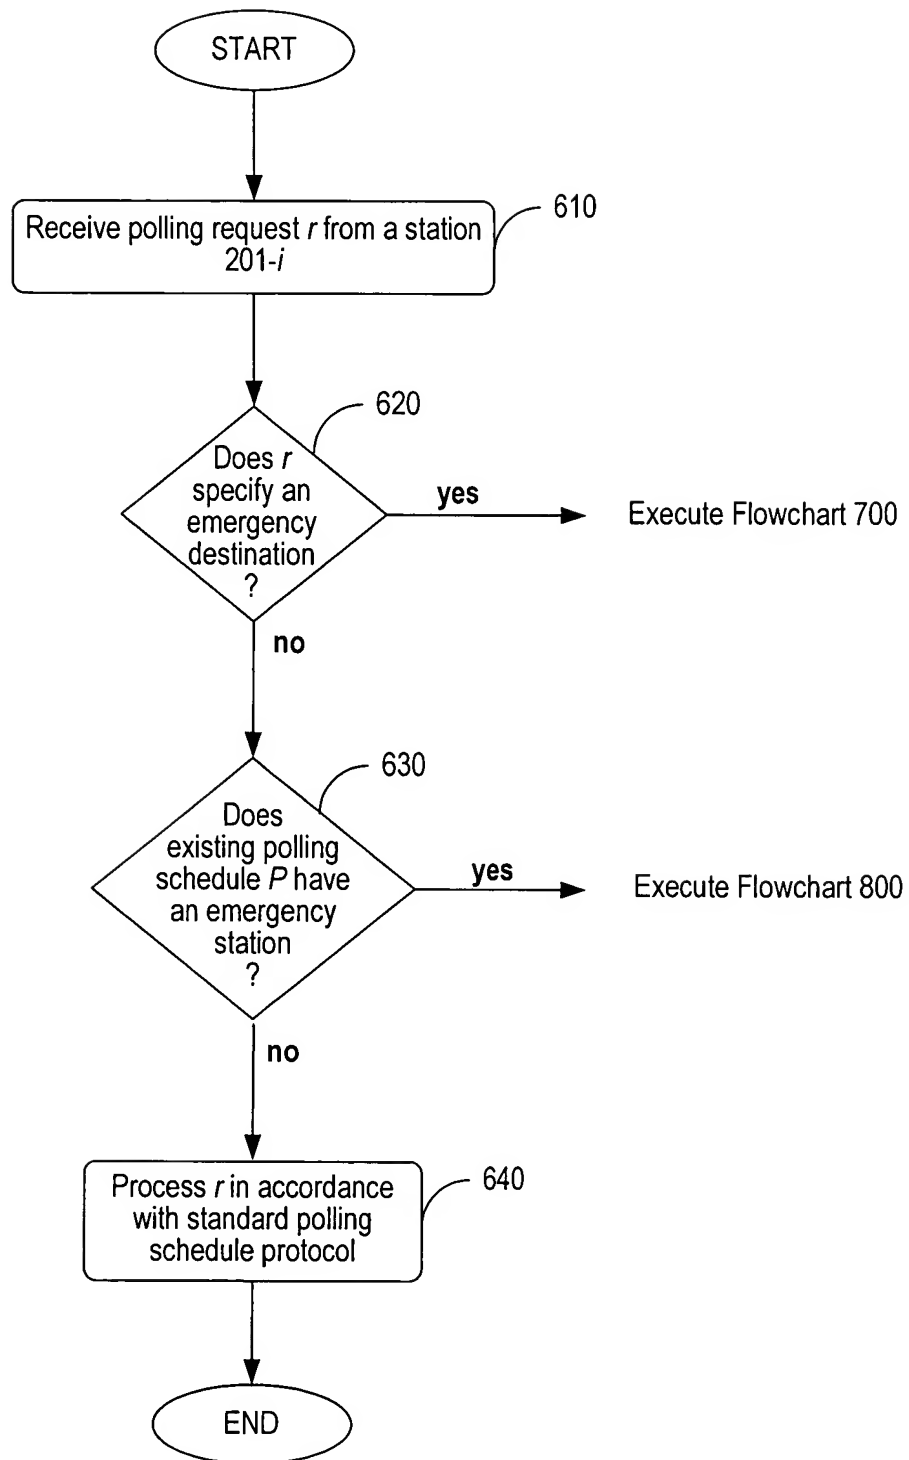 START
610
Receive polling request r from a station
201-i
620
Does r
specify an
emergency
destination
?
yes
Execute Flowchart 700
no
630
Does
existing polling
schedule P have
an emergency
station
?
yes
Execute Flowchart 800
no
640
Process r in accordance
with standard polling
schedule protocol
END